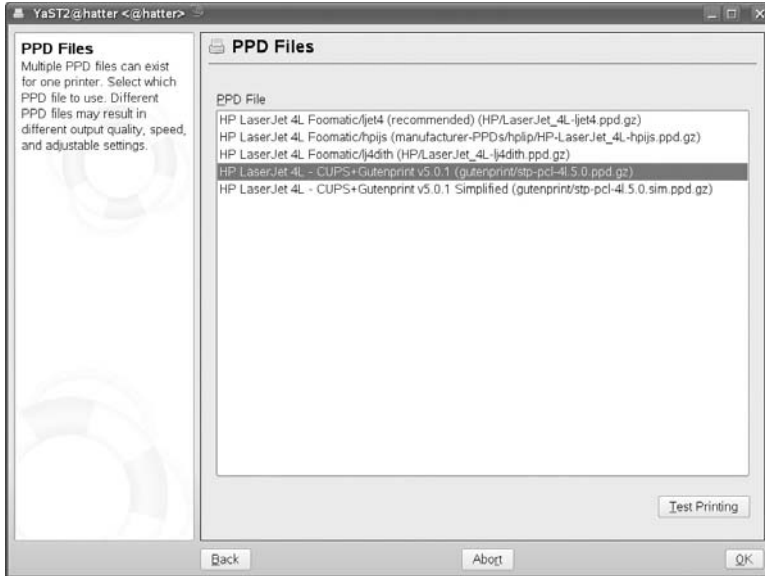 YaST2@hatter <@hatter>
PPD Files
Multiple PPD files can exist
for one printer. Select which
PPD file to use. Different
PPD files may result in
different output quality, speed,
and adjustable settings.
PPD Files
PPD File
HP LaserJet 4L Foomatic/ljet4 (recommended) (HP/LaserJet_4L-ljet4.ppd.gz)
HP LaserJet 4L Foomatic/hpijs (manufacturer-PPDs/hplip/HP-LaserJet_4L-hpijs.ppd.gz)
HP LaserJet 4L Foomatic/lj4dith (HP/LaserJet_4L-lj4dith.ppd.gz)
HP LaserJet 4L - CUPS+Gutenprint v5.0.1 (gutenprint/stp-pcl-4l.5.0.ppd.gz)
HP LaserJet 4L - CUPS+Gutenprint v5.0.1 Simplified (gutenprint/stp-pcl-4l.5.0.sim.ppd.gz)
Test Printing
Back
Abort
OK